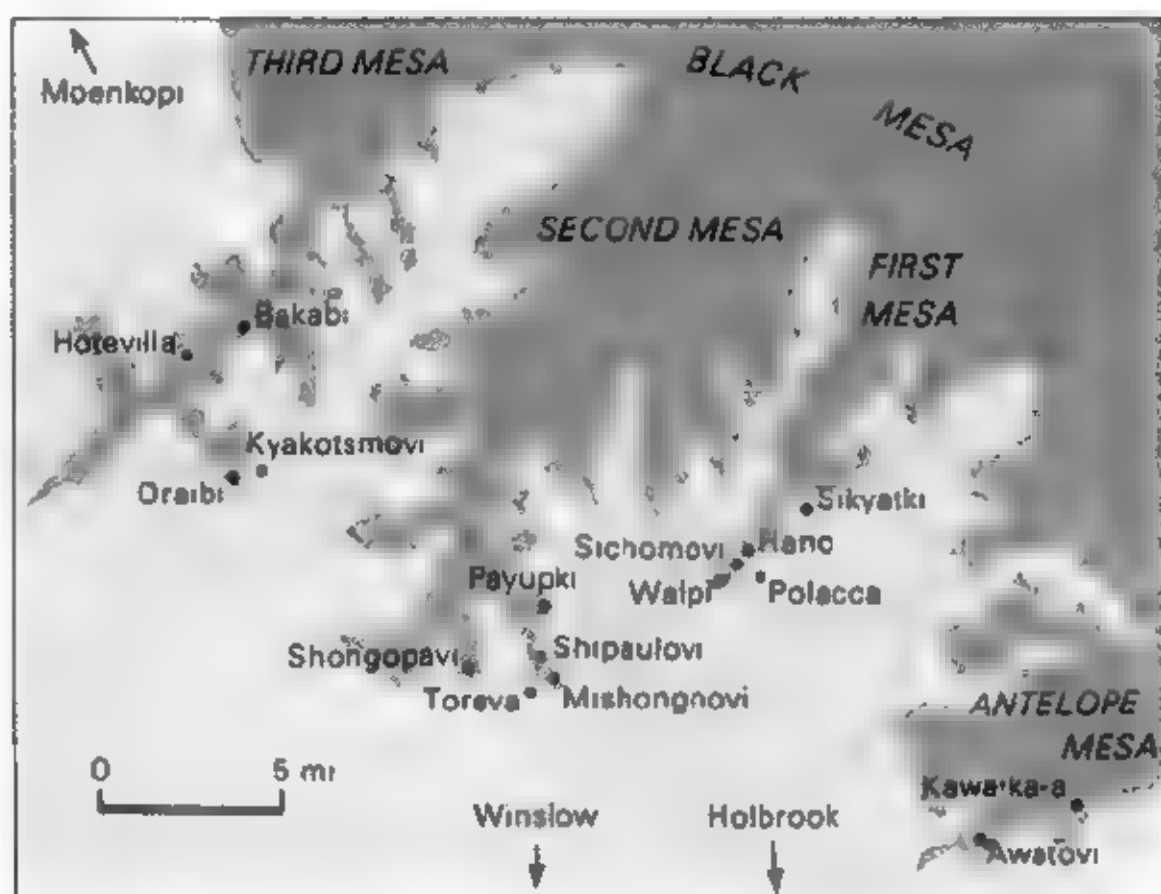 THIRD MESA
BLACK
MESA
Moenkopi
SECOND MESA
FIRST
MESA
Bakabi
Hotevilla
Kyakotsmovi
Oraibi
Sikyatki
Sichomovi
Hano
Walpi
Polacca
Payupki
Shongopavi
Shipaulovi
Toreva
Mishongnovi
ANTELOPE
MESA
0 5 mi
Kawaika-a
Winslow
Holbrook
Awatovi